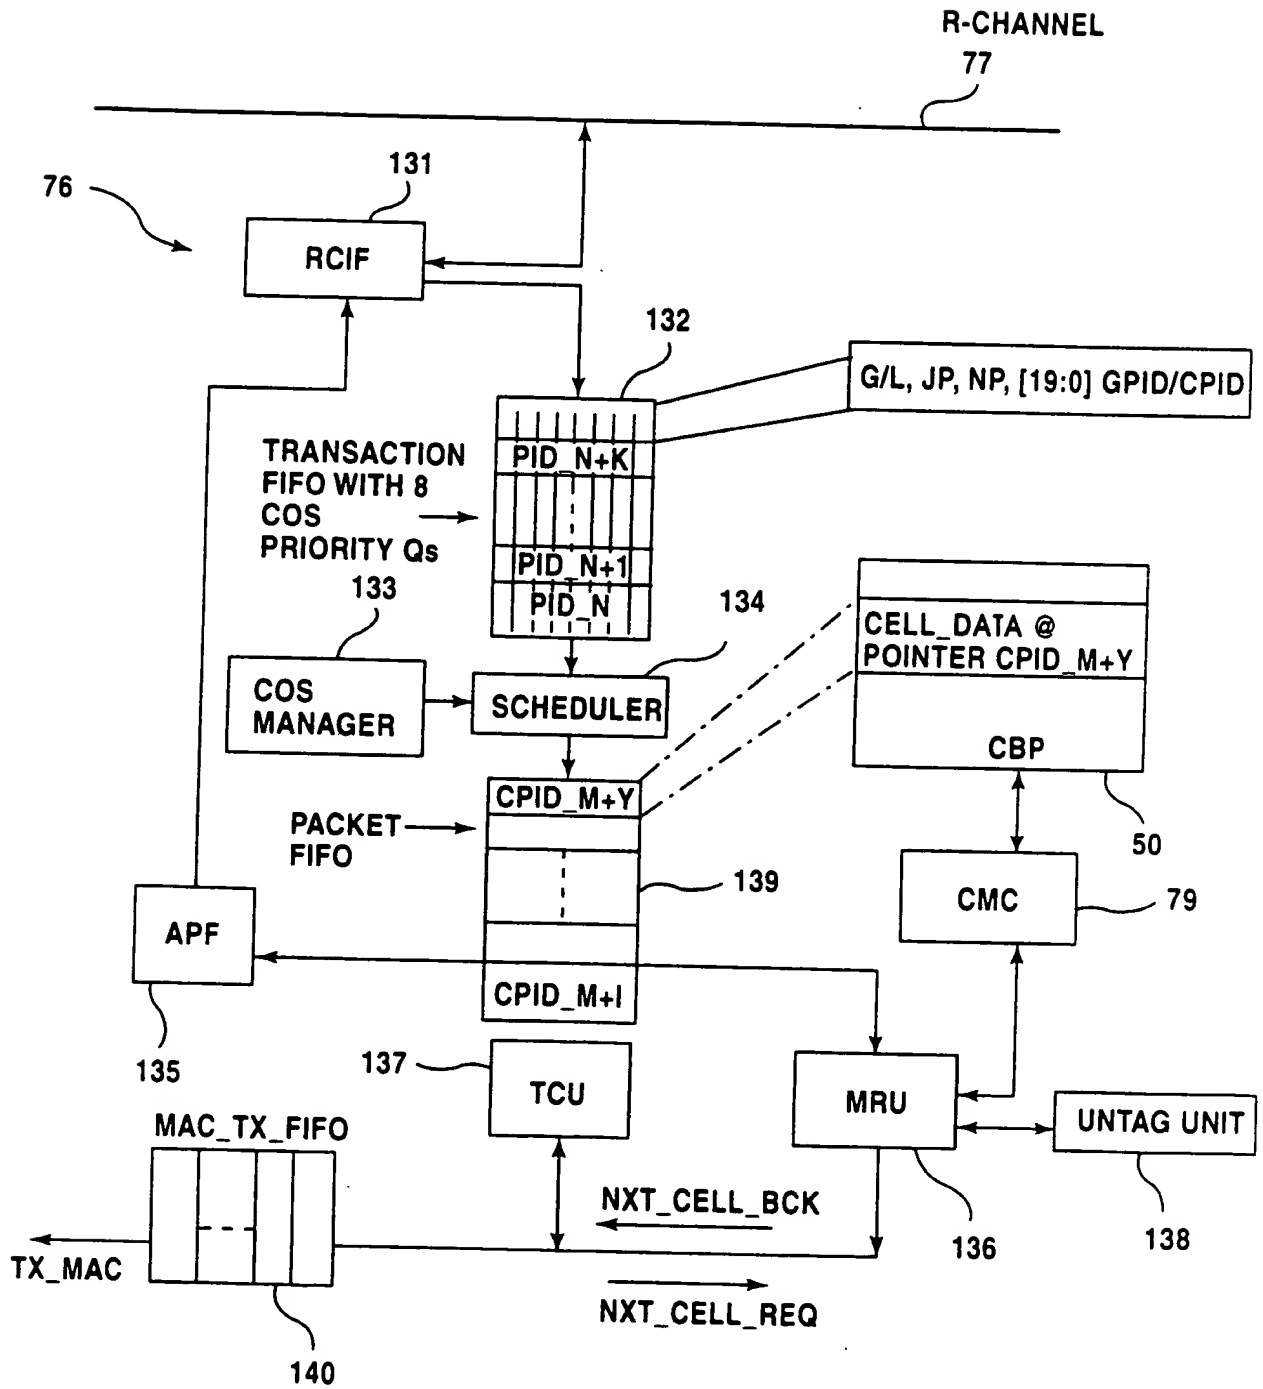 R-CHANNEL
77
131
76
RCIF
132
G/L, JP, NP, [19:0] GPID/CPID
TRANSACTION
FIFO WITH 8
COS
PRIORITY Qs
PID_N+K
PID_N+1
PID_N
133
134
COS
MANAGER
SCHEDULER
CELL_DATA @
POINTER CPID_M+Y
CBP
50
CPID_M+Y
PACKET
FIFO
139
CMC
79
APF
CPID_M+I
135
137
TCU
MRU
UNTAG UNIT
MAC_TX_FIFO
NXT_CELL_BCK
136
138
TX_MAC
NXT_CELL_REQ
140